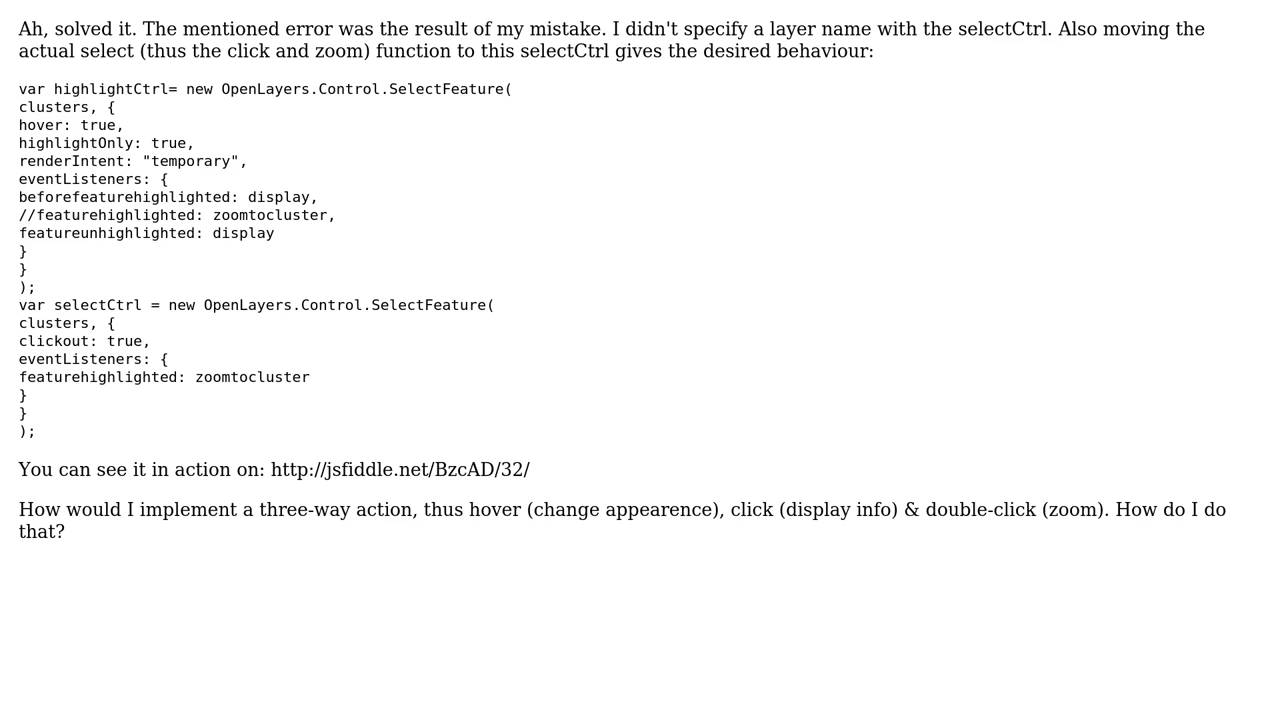 Ah, solved it. The mentioned error was the result of my mistake. I didn't specify a layer name with the selectCtrl. Also moving the
actual select (thus the click and zoom) function to this selectCtrl gives the desired behaviour:
var highlightCtrl= new OpenLayers.Control.SelectFeature(
clusters, {
hover: true,
highlightOnly: true,
renderIntent: "temporary",
eventListeners: {
beforefeaturehighlighted: display,
//featurehighlighted: zoomtocluster,
featureunhighlighted: display
}
}
);
var selectCtrl = new OpenLayers.Control.SelectFeature(
clusters, {
clickout: true,
eventListeners: {
featurehighlighted: zoomtocluster
}
}
);
You can see it in action on: http://jsfiddle.net/BzcAD/32/
How would I implement a three-way action, thus hover (change appearence), click (display info) & double-click (zoom). How do I do
that?